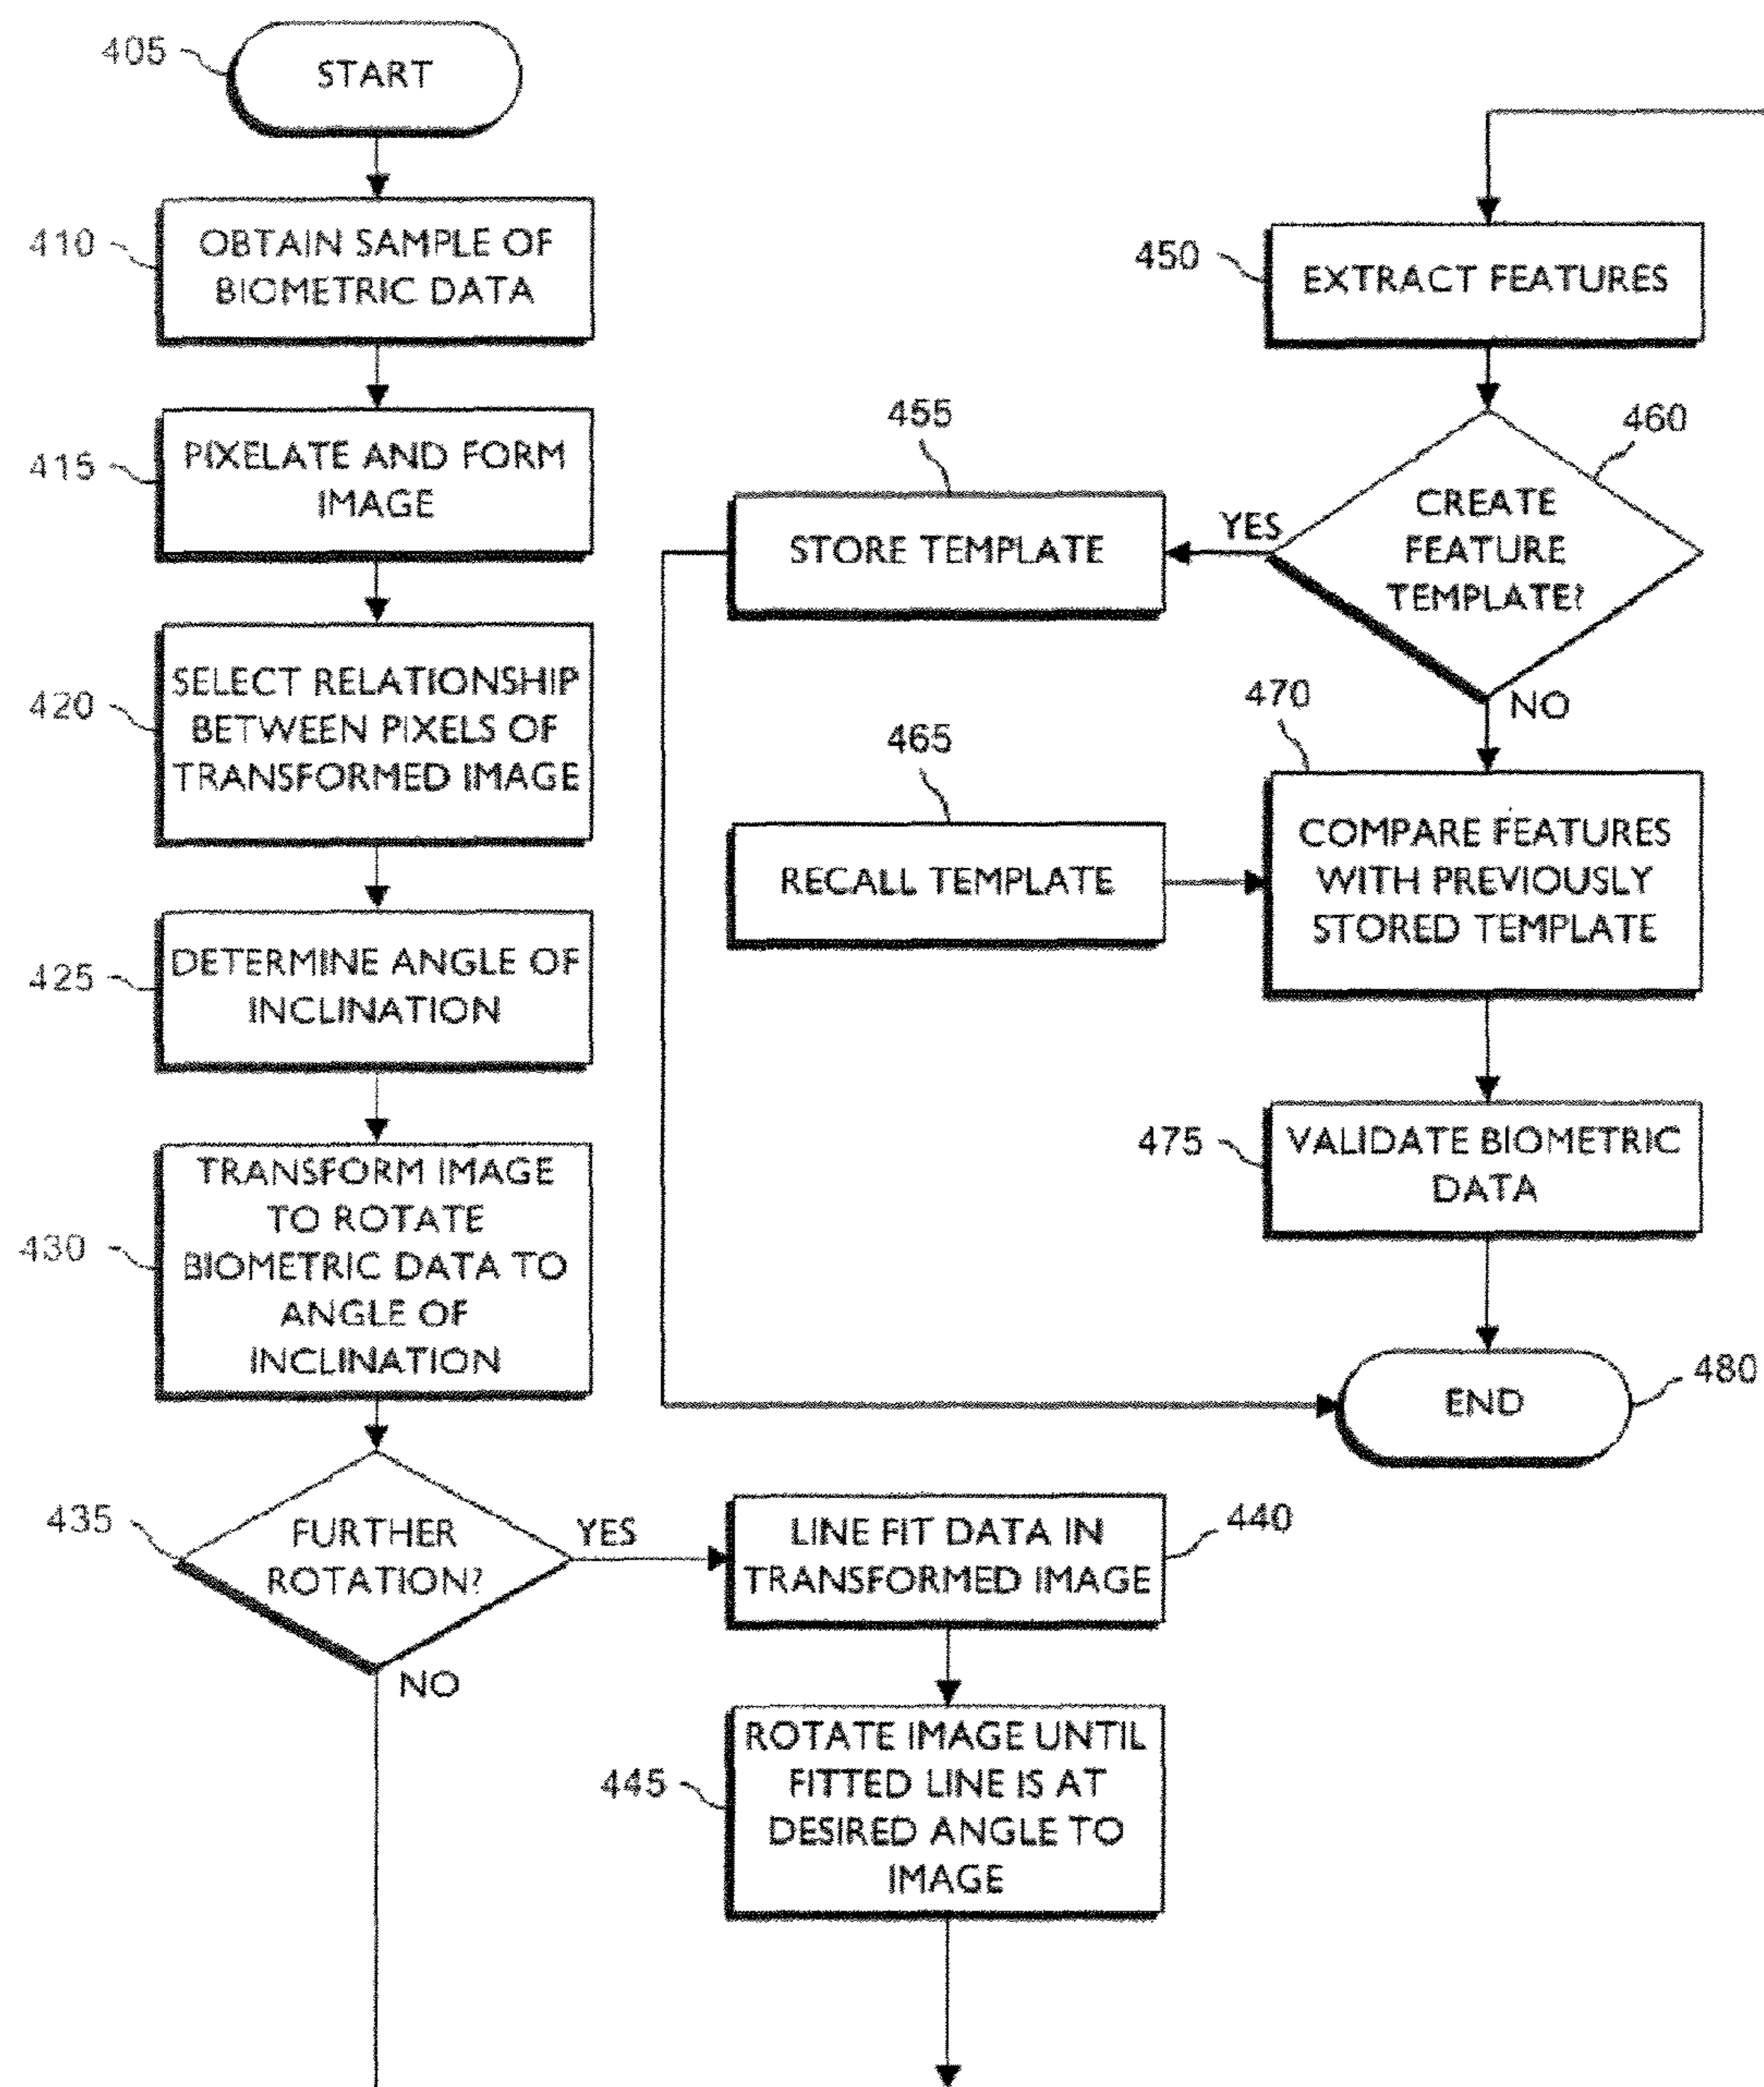 405
START
410
OBTAIN SAMPLE OF
BIOMETRIC DATA
415
PIXELATE AND FORM
IMAGE
420
SELECT RELATIONSHIP
BETWEEN PIXELS OF
TRANSFORMED IMAGE
425
DETERMINE ANGLE OF
INCLINATION
430
TRANSFORM IMAGE
TO ROTATE
BIOMETRIC DATA TO
ANGLE OF
INCLINATION
435
FURTHER
ROTATION?
YES
NO
440
LINE FIT DATA IN
TRANSFORMED IMAGE
445
ROTATE IMAGE UNTIL
FITTED LINE IS AT
DESIRED ANGLE TO
IMAGE
450
EXTRACT FEATURES
460
CREATE
FEATURE
TEMPLATE?
YES
NO
455
STORE TEMPLATE
465
RECALL TEMPLATE
470
COMPARE FEATURES
WITH PREVIOUSLY
STORED TEMPLATE
475
VALIDATE BIOMETRIC
DATA
480
END